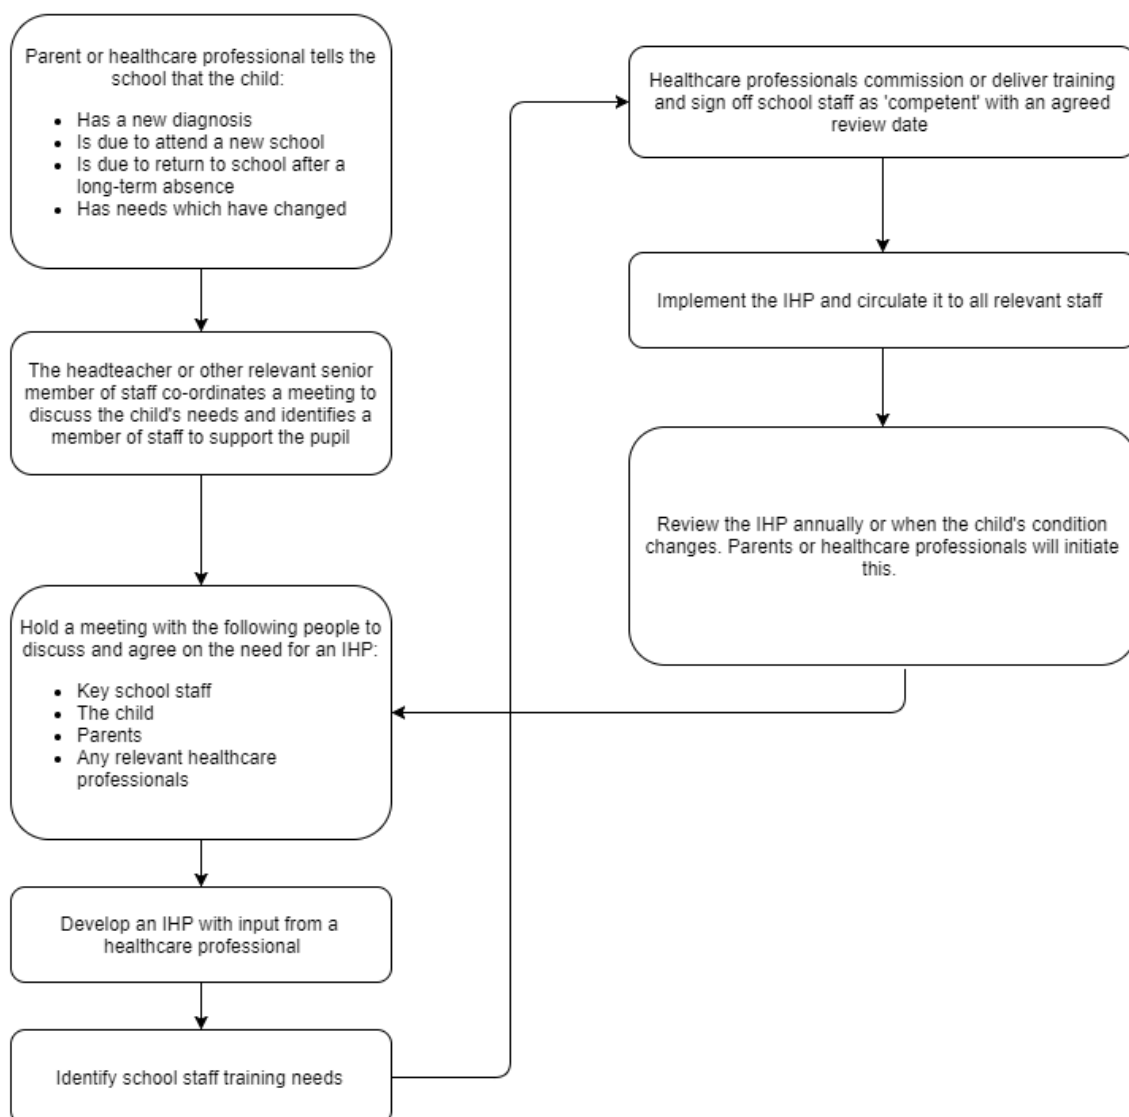 Parent or healthcare professional tells the
school that the child:
• Has a new diagnosis
• Is due to attend a new school
• Is due to return to school after a
long-term absence
• Has needs which have changed
The headteacher or other relevant senior
member of staff co-ordinates a meeting to
discuss the child's needs and identifies a
member of staff to support the pupil
Hold a meeting with the following people to
discuss and agree on the need for an IHP:
• Key school staff
• The child
• Parents
• Any relevant healthcare
professionals
Develop an IHP with input from a
healthcare professional
Identify school staff training needs
Healthcare professionals commission or deliver training
and sign off school staff as 'competent' with an agreed
review date
Implement the IHP and circulate it to all relevant staff
Review the IHP annually or when the child's condition
changes. Parents or healthcare professionals will initiate
this.